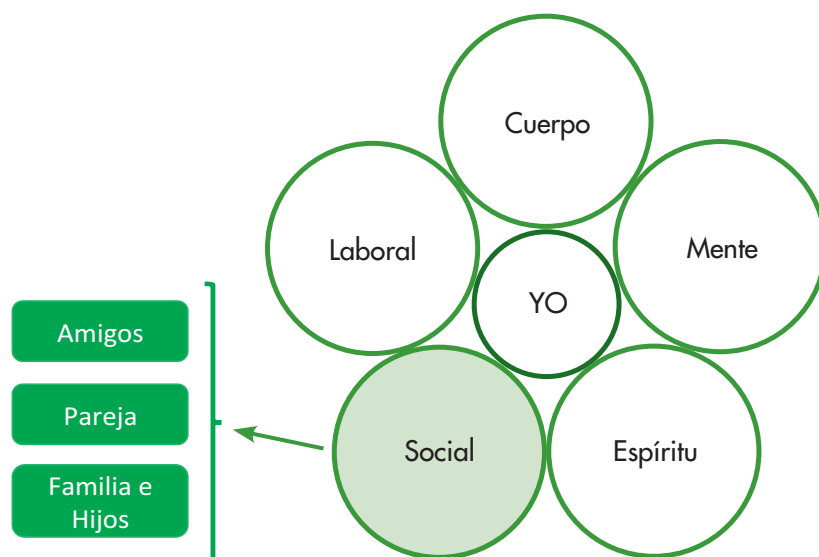 Cuerpo
Laboral
Mente
YO
Amigos
Pareja
Familia e
Hijos
Social
Espíritu